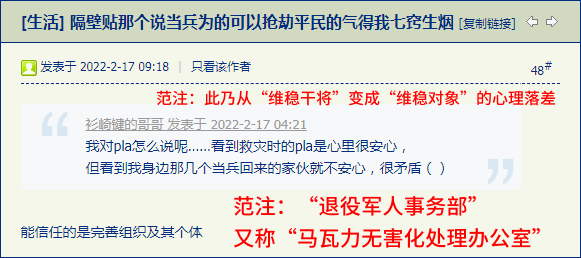 [生活] 隔壁贴那个说当兵为的可以抢劫平民的气得我七窍生烟 [复制链接]
发表于 2022-2-17 09:18 | 只看该作者
48#
范注：此乃从“维稳干将”变成“维稳对象”的心理落差
衫崎键的哥哥 发表于 2022-2-17 04:21
我对pla怎么说呢......看到救灾时的pla是心里很安心，
但看到我身边那几个当兵回来的家伙就不安心，很矛盾（ ）
范注：“退役军人事务部”
能信任的是完善组织及其个体
又称“马瓦力无害化处理办公室”